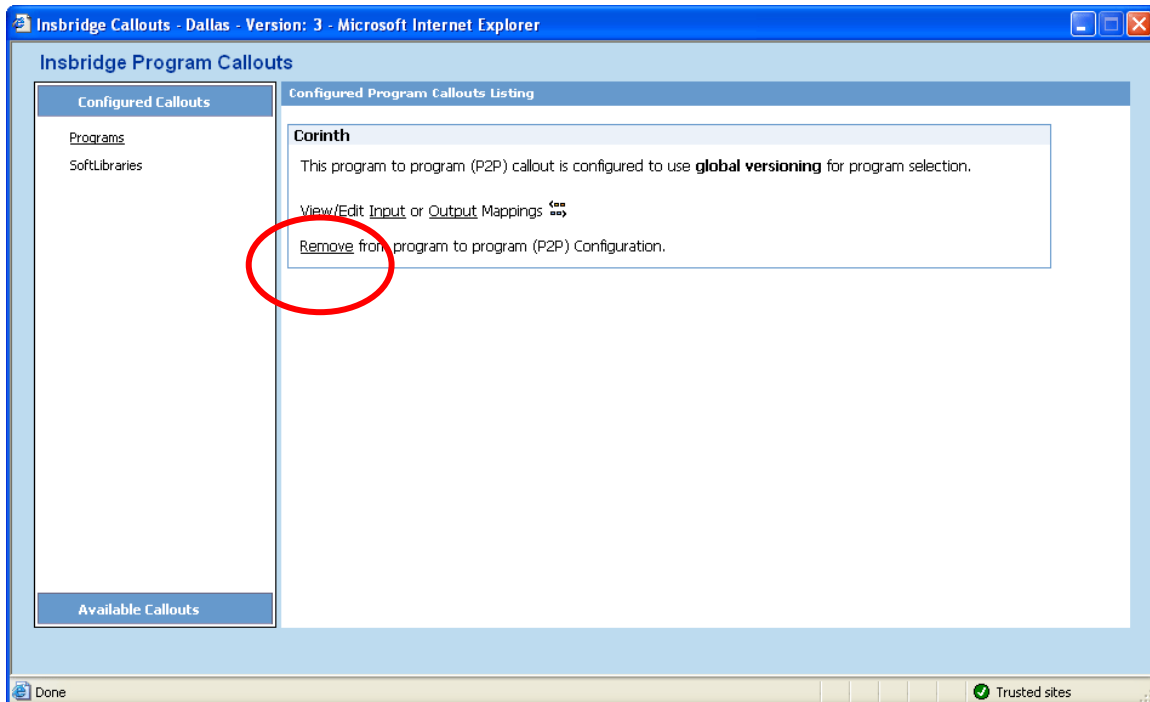 Insbridge Callouts - Dallas - Version: 3 - Microsoft Internet Explorer
Insbridge Program Callouts
Configured Callouts
Programs
SoftLibraries
Available Callouts
Configured Program Callouts Listing
Corinth
This program to program (P2P) callout is configured to use global versioning for program selection.
View/Edit Input or Output Mappings
Remove from program to program (P2P) Configuration.
Done
Trusted sites